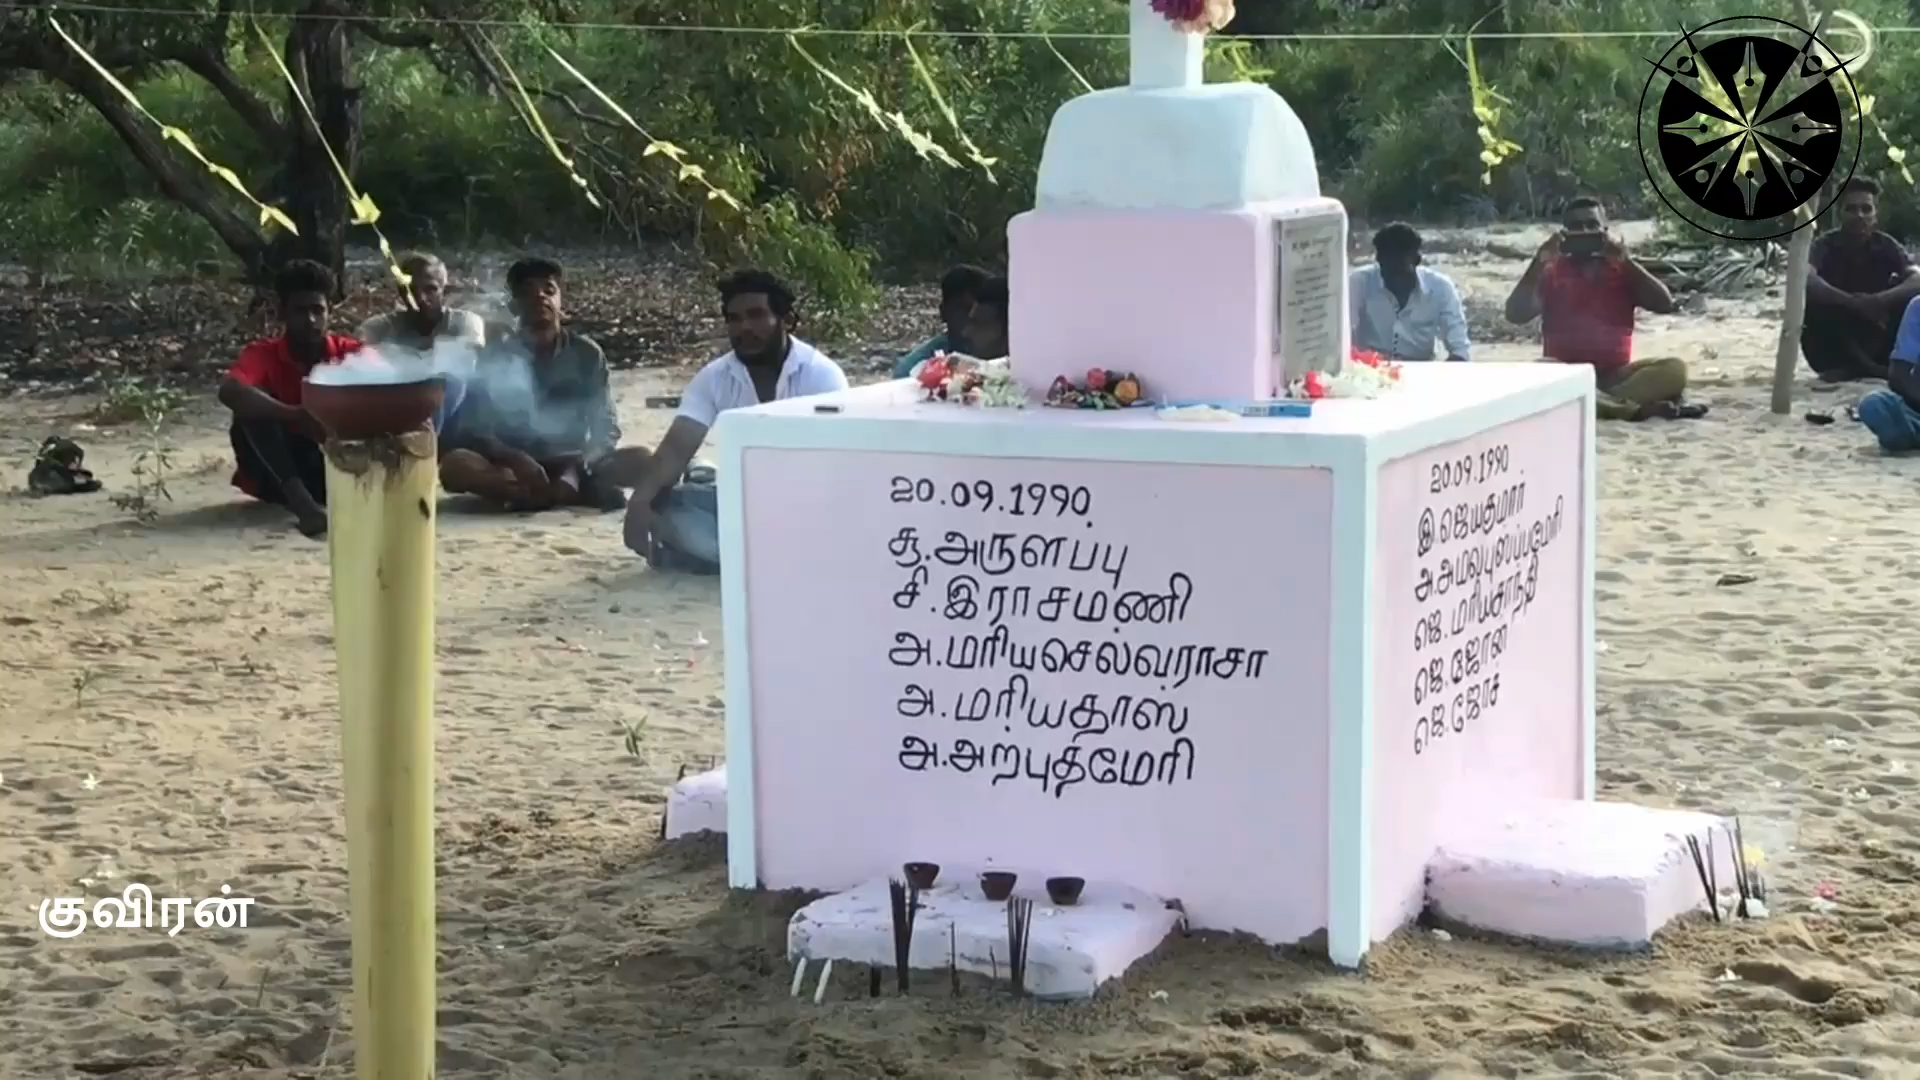 20.09.1990
சூ.அருளப்பு
சி.இராசமணி
அ.மரியசெல்வராசா
அ.மரியதாஸ்
அ.அற்புதமேரி
20.09.1990
இ.ஜெயகுமார்
அ.அமலபுஸ்பமேரி
ஜெ.மரியசாந்தி
ஜெ.ஜோன்
ஜெ.ஜோச்
குவிரன்